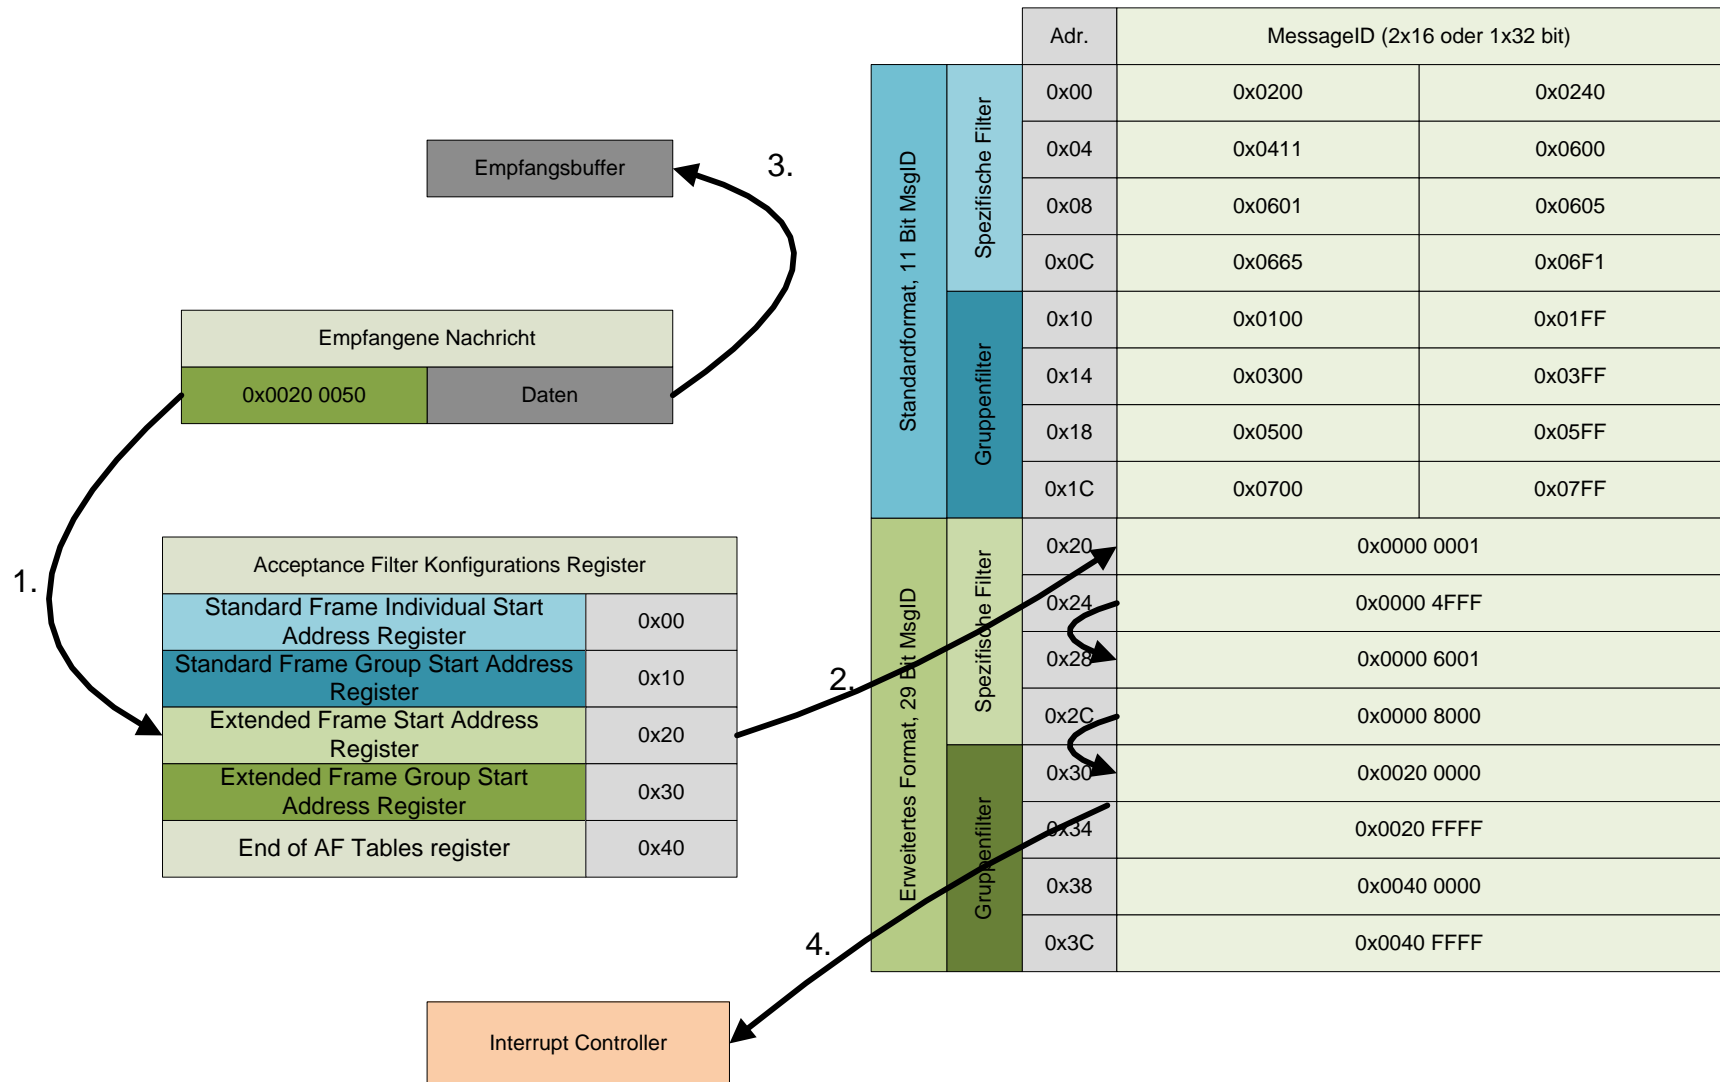 Adr.
MessageID (2x16 oder 1x32 bit)
Standardformat, 11 Bit MsgID
Spezifische Filter
0x00
0x0200
0x0240
0x04
0x0411
0x0600
0x08
0x0601
0x0605
0x0C
0x0665
0x06F1
Gruppenfilter
0x10
0x0100
0x01FF
0x14
0x0300
0x03FF
0x18
0x0500
0x05FF
0x1C
0x0700
0x07FF
Erweitertes Format, 29 Bit MsgID
Spezifische Filter
0x20
0x0000 0001
0x24
0x0000 4FFF
0x28
0x0000 6001
0x2C
0x0000 8000
Gruppenfilter
0x30
0x0020 0000
0x34
0x0020 FFFF
0x38
0x0040 0000
0x3C
0x0040 FFFF
Empfangsbuffer
3.
Empfangene Nachricht
0x0020 0050
Daten
1.
Acceptance Filter Konfigurations Register
Standard Frame Individual Start
Address Register
0x00
Standard Frame Group Start Address
Register
0x10
Extended Frame Start Address
Register
0x20
Extended Frame Group Start
Address Register
0x30
End of AF Tables register
0x40
2.
4.
Interrupt Controller